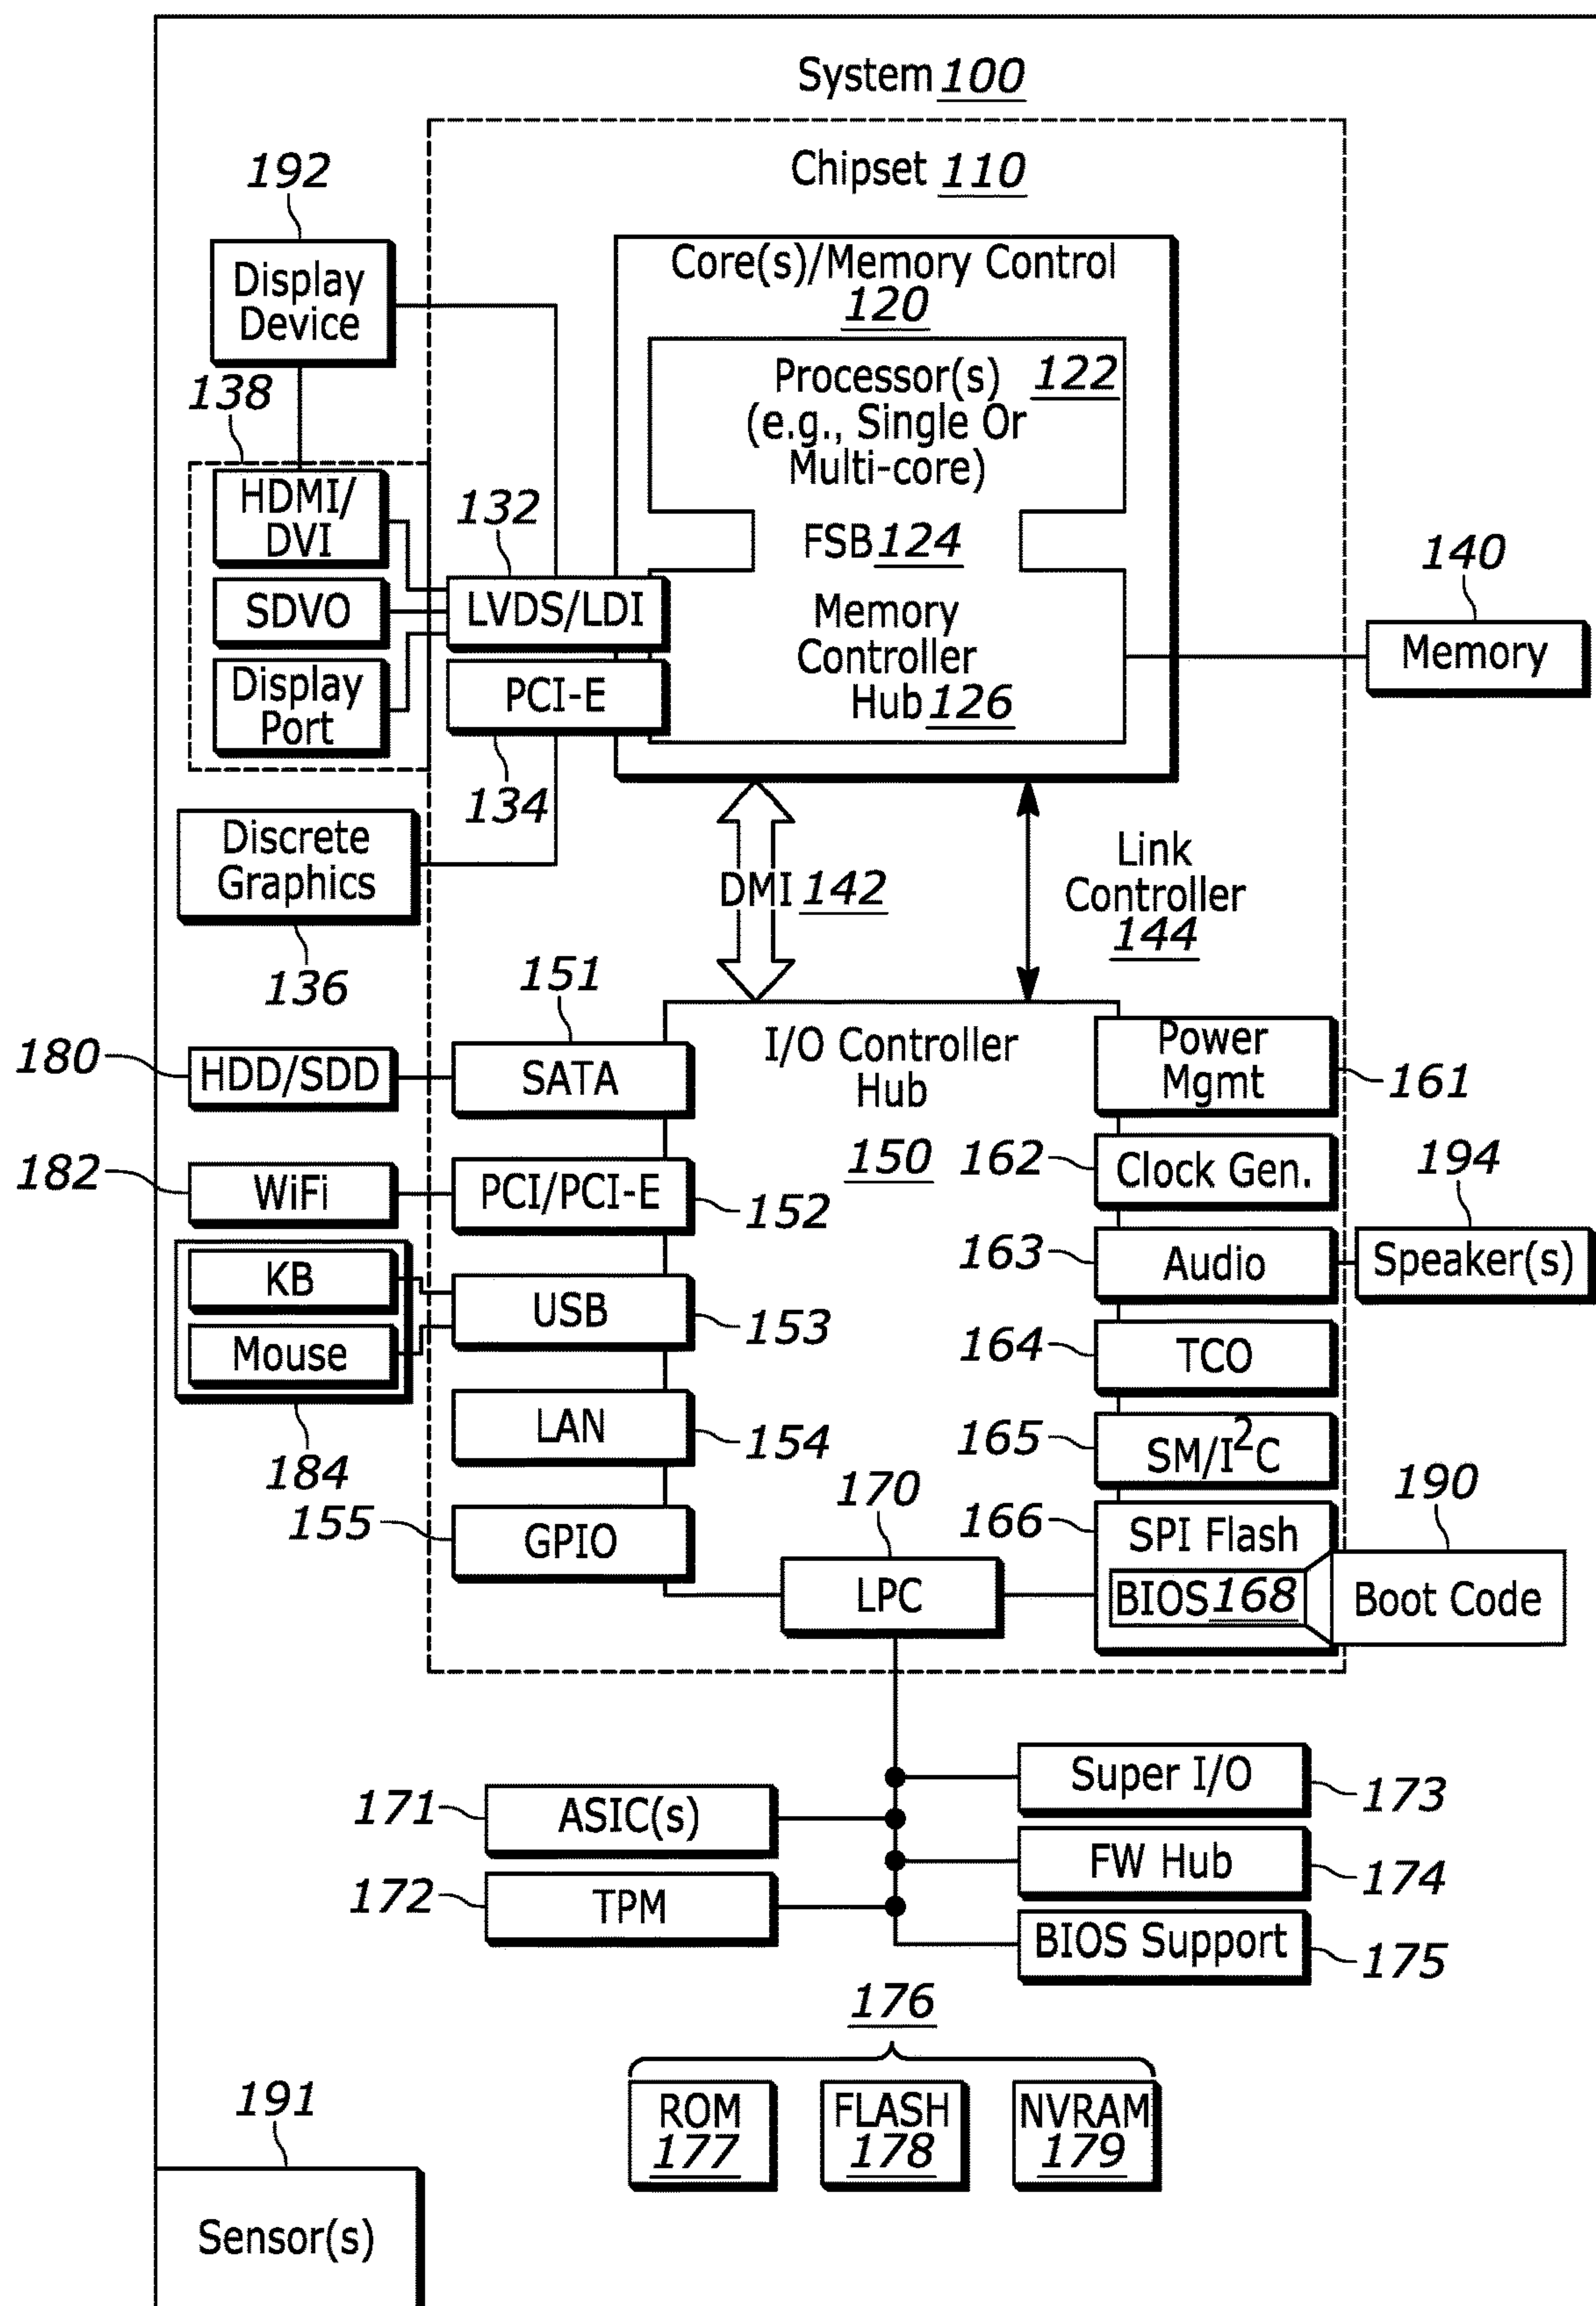 System 100
Chipset 110
192
Display
Device
Core(s)/Memory Control
120
Processor(s) 122
(e.g., Single Or
Multi-core)
138
HDMI/
DVI
SDVO
Display
Port
132
LVDS/LDI
PCI-E
134
FSB 124
Memory
Controller
Hub 126
140
Memory
Discrete
Graphics
136
DMI 142
Link
Controller
144
151
180
HDD/SDD
SATA
I/O Controller
Hub
150
Power
Mgmt
161
182
WiFi
PCI/PCI-E
152
162
Clock Gen.
194
KB
Mouse
184
USB
153
163
Audio
Speaker(s)
164
TCO
LAN
154
165
SM/I²C
155
GPIO
170
LPC
166
SPI Flash
BIOS 168
190
Boot Code
171
ASIC(s)
172
TPM
Super I/O
173
FW Hub
174
BIOS Support
175
176
ROM
177
FLASH
178
NVRAM
179
191
Sensor(s)